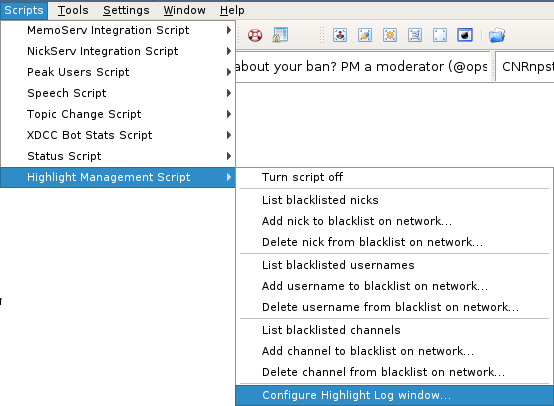 Scripts Tools Settings Window Help
MemoServ Integration Script
NickServ Integration Script
Peak Users Script
about your ban? PM a moderator (@ops
CNRnpst
Speech Script
Topic Change Script
XDCC Bot Stats Script
Status Script
Highlight Management Script
Turn script off
List blacklisted nicks
Add nick to blacklist on network...
Delete nick from blacklist on network...
List blacklisted usernames
Add username to blacklist on network...
Delete username from blacklist on network...
List blacklisted channels
Add channel to blacklist on network...
Delete channel from blacklist on network...
Configure Highlight Log window...